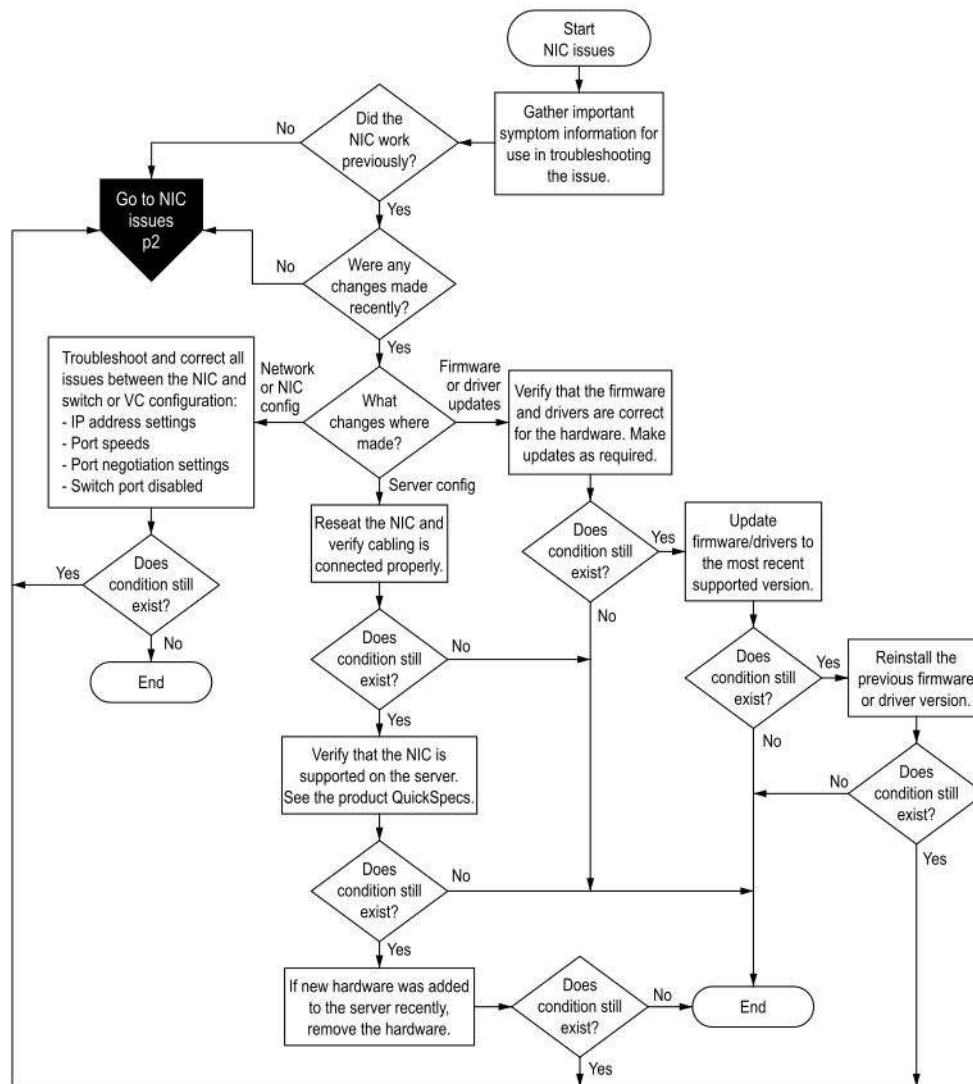 Start
NIC issues
Gather important
symptom information for
use in troubleshooting
the issue.
Did the
NIC work
previously?
No
Yes
Go to NIC
issues
p2
Were any
changes made
recently?
No
Yes
What
changes where
made?
Network
or NIC
config
Firmware
or driver
updates
Server config
Troubleshoot and correct all
issues between the NIC and
switch or VC configuration:
- IP address settings
- Port speeds
- Port negotiation settings
- Switch port disabled
Does
condition still
exist?
Yes
No
End
Reseat the NIC and
verify cabling is
connected properly.
Does
condition still
exist?
No
Yes
Verify that the NIC is
supported on the server.
See the product QuickSpecs.
Does
condition still
exist?
No
Yes
If new hardware was added
to the server recently,
remove the hardware.
Does
condition still
exist?
No
Yes
Verify that the firmware
and drivers are correct
for the hardware. Make
updates as required.
Does
condition still
exist?
Yes
No
Update
firmware/drivers to
the most recent
supported version.
Does
condition still
exist?
Yes
No
Reinstall the
previous firmware
or driver version.
Does
condition still
exist?
No
Yes
End